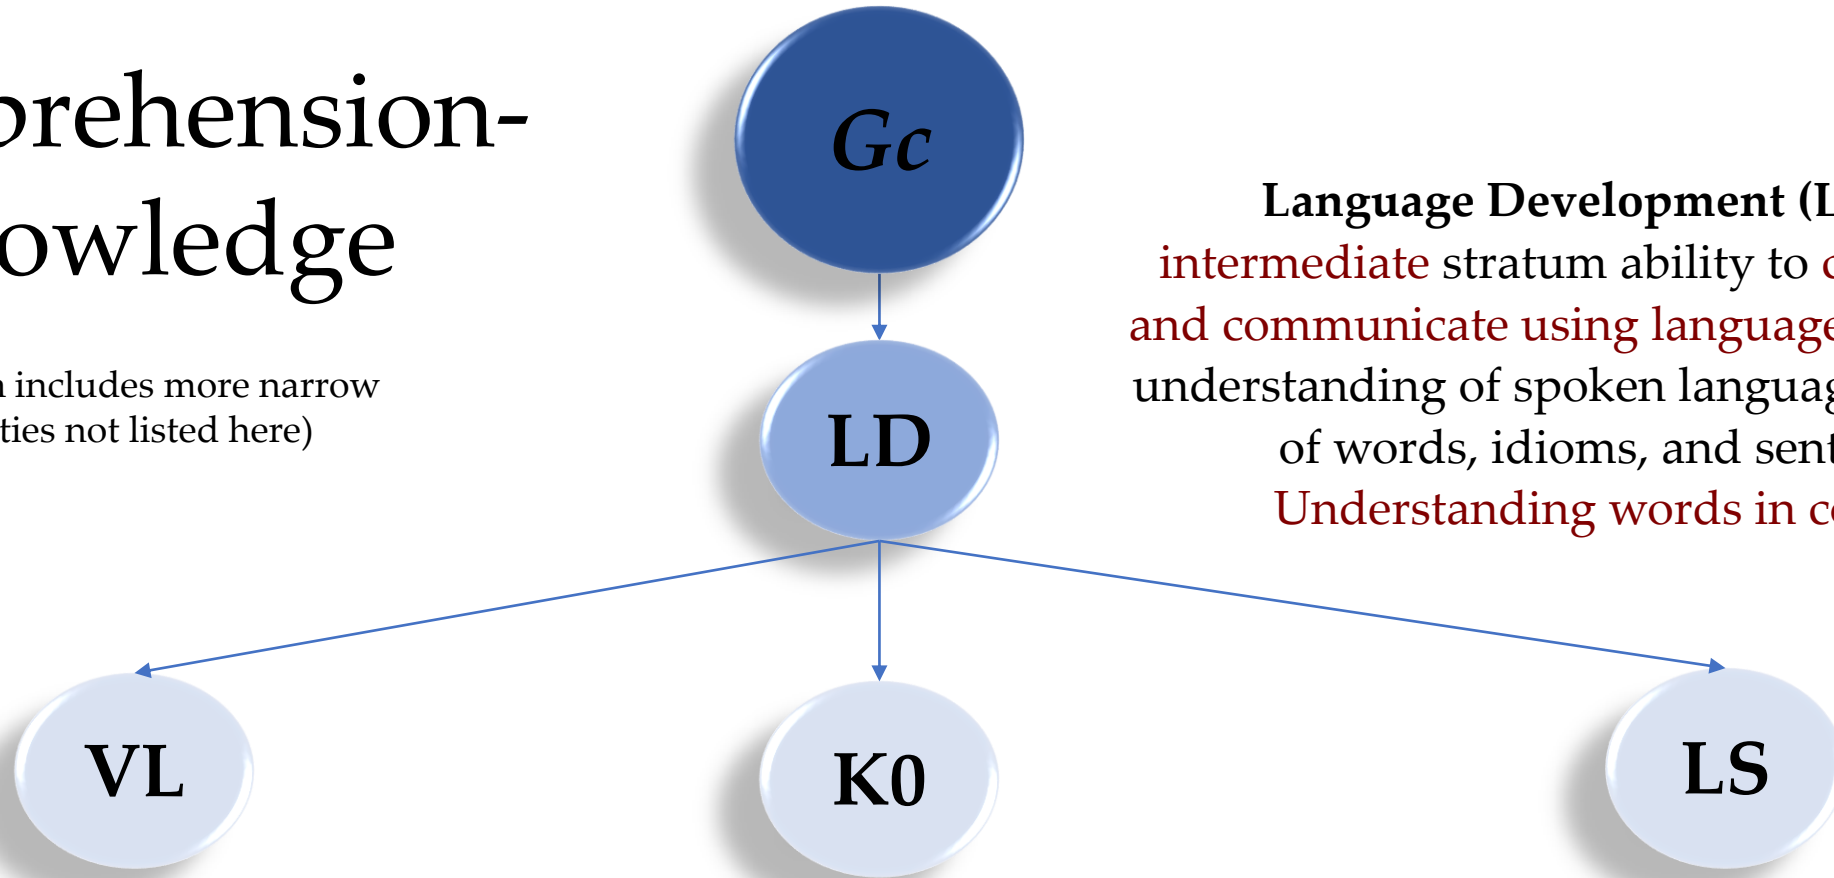 prehension-
owledge
includes more narrow
ties not listed here)
Gc
Language Development (L
intermediate stratum ability to
and communicate using language
understanding of spoken languag
of words, idioms, and sent
Understanding words in co
LD
VL
K0
LS